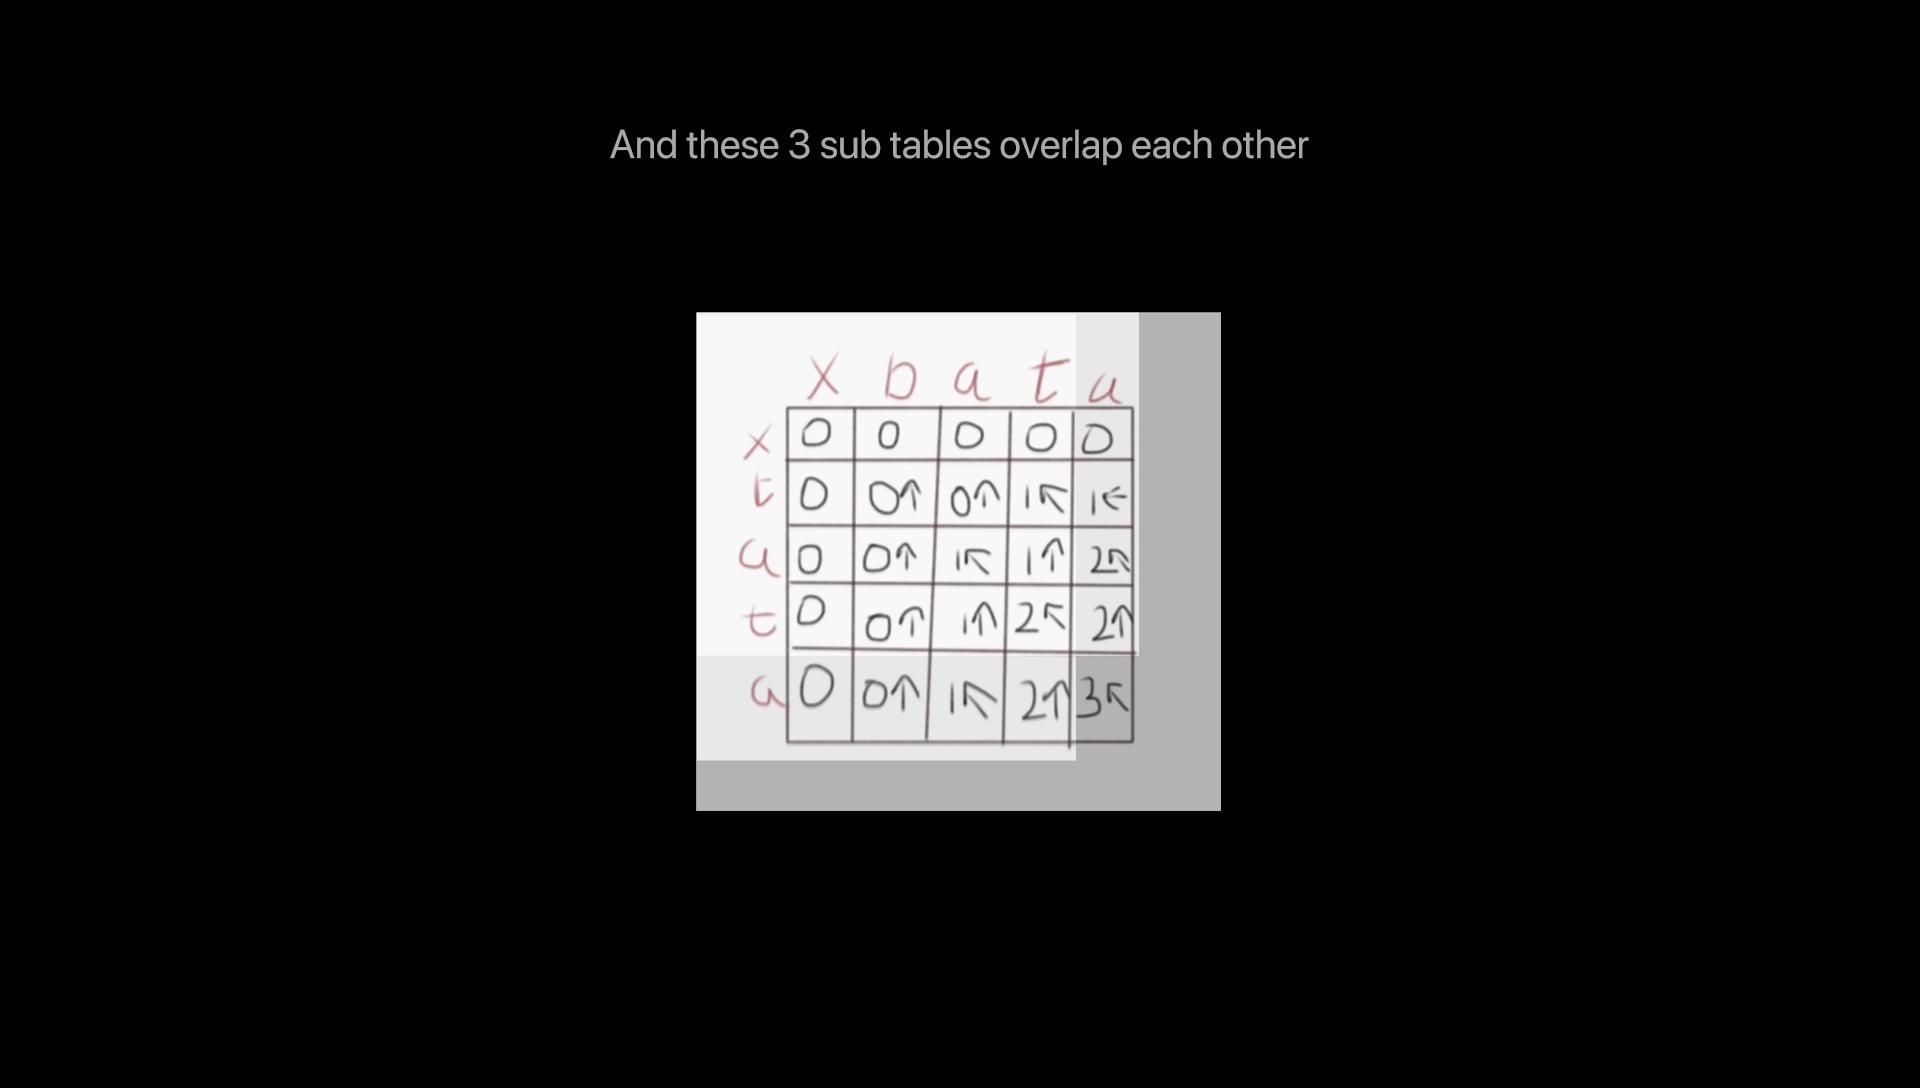 And these 3 sub tables overlap each other
x b a t a
x 0 0 0 0 0
t 0 0↑ 0↑ 1↖ 1←
a 0 0↑ 1↖ 1↑ 2↖
t 0 0↑ 1↑ 2↖ 2↑
a 0 0↑ 1↖ 2↑ 3↖